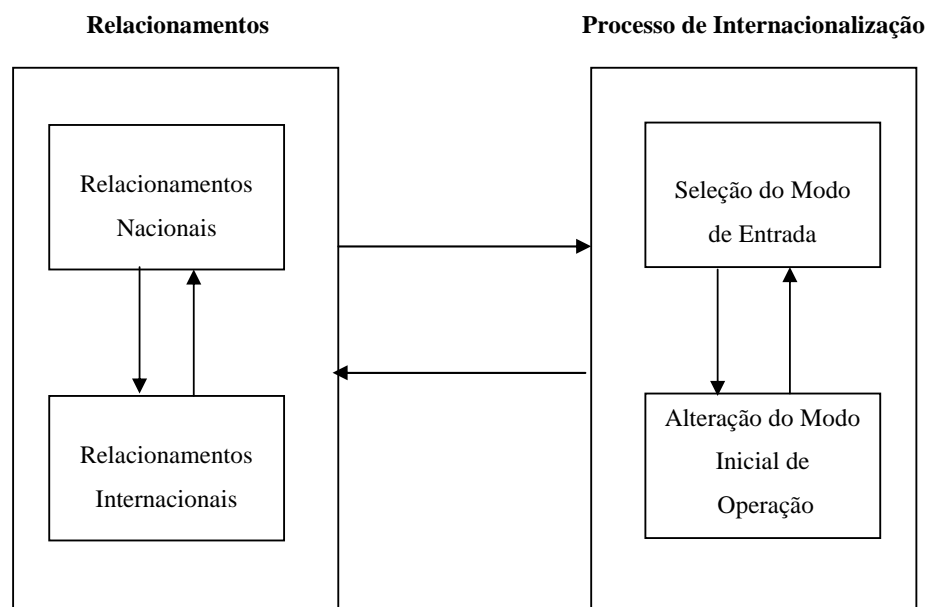 Relacionamentos
Processo de Internacionalização
Relacionamentos
Nacionais
Relacionamentos
Internacionais
Seleção do Modo
de Entrada
Alteração do Modo
Inicial de
Operação